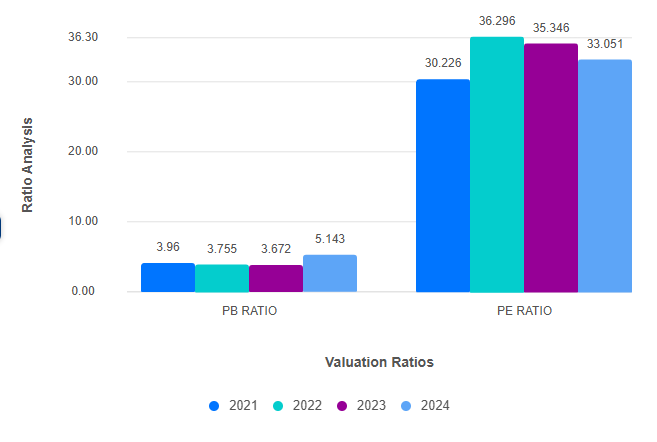 36.30
30.00
20.00
10.00
0.00
Ratio Analysis
3.96
3.755
3.672
5.143
30.226
36.296
35.346
33.051
PB RATIO
PE RATIO
Valuation Ratios
2021 2022 2023 2024